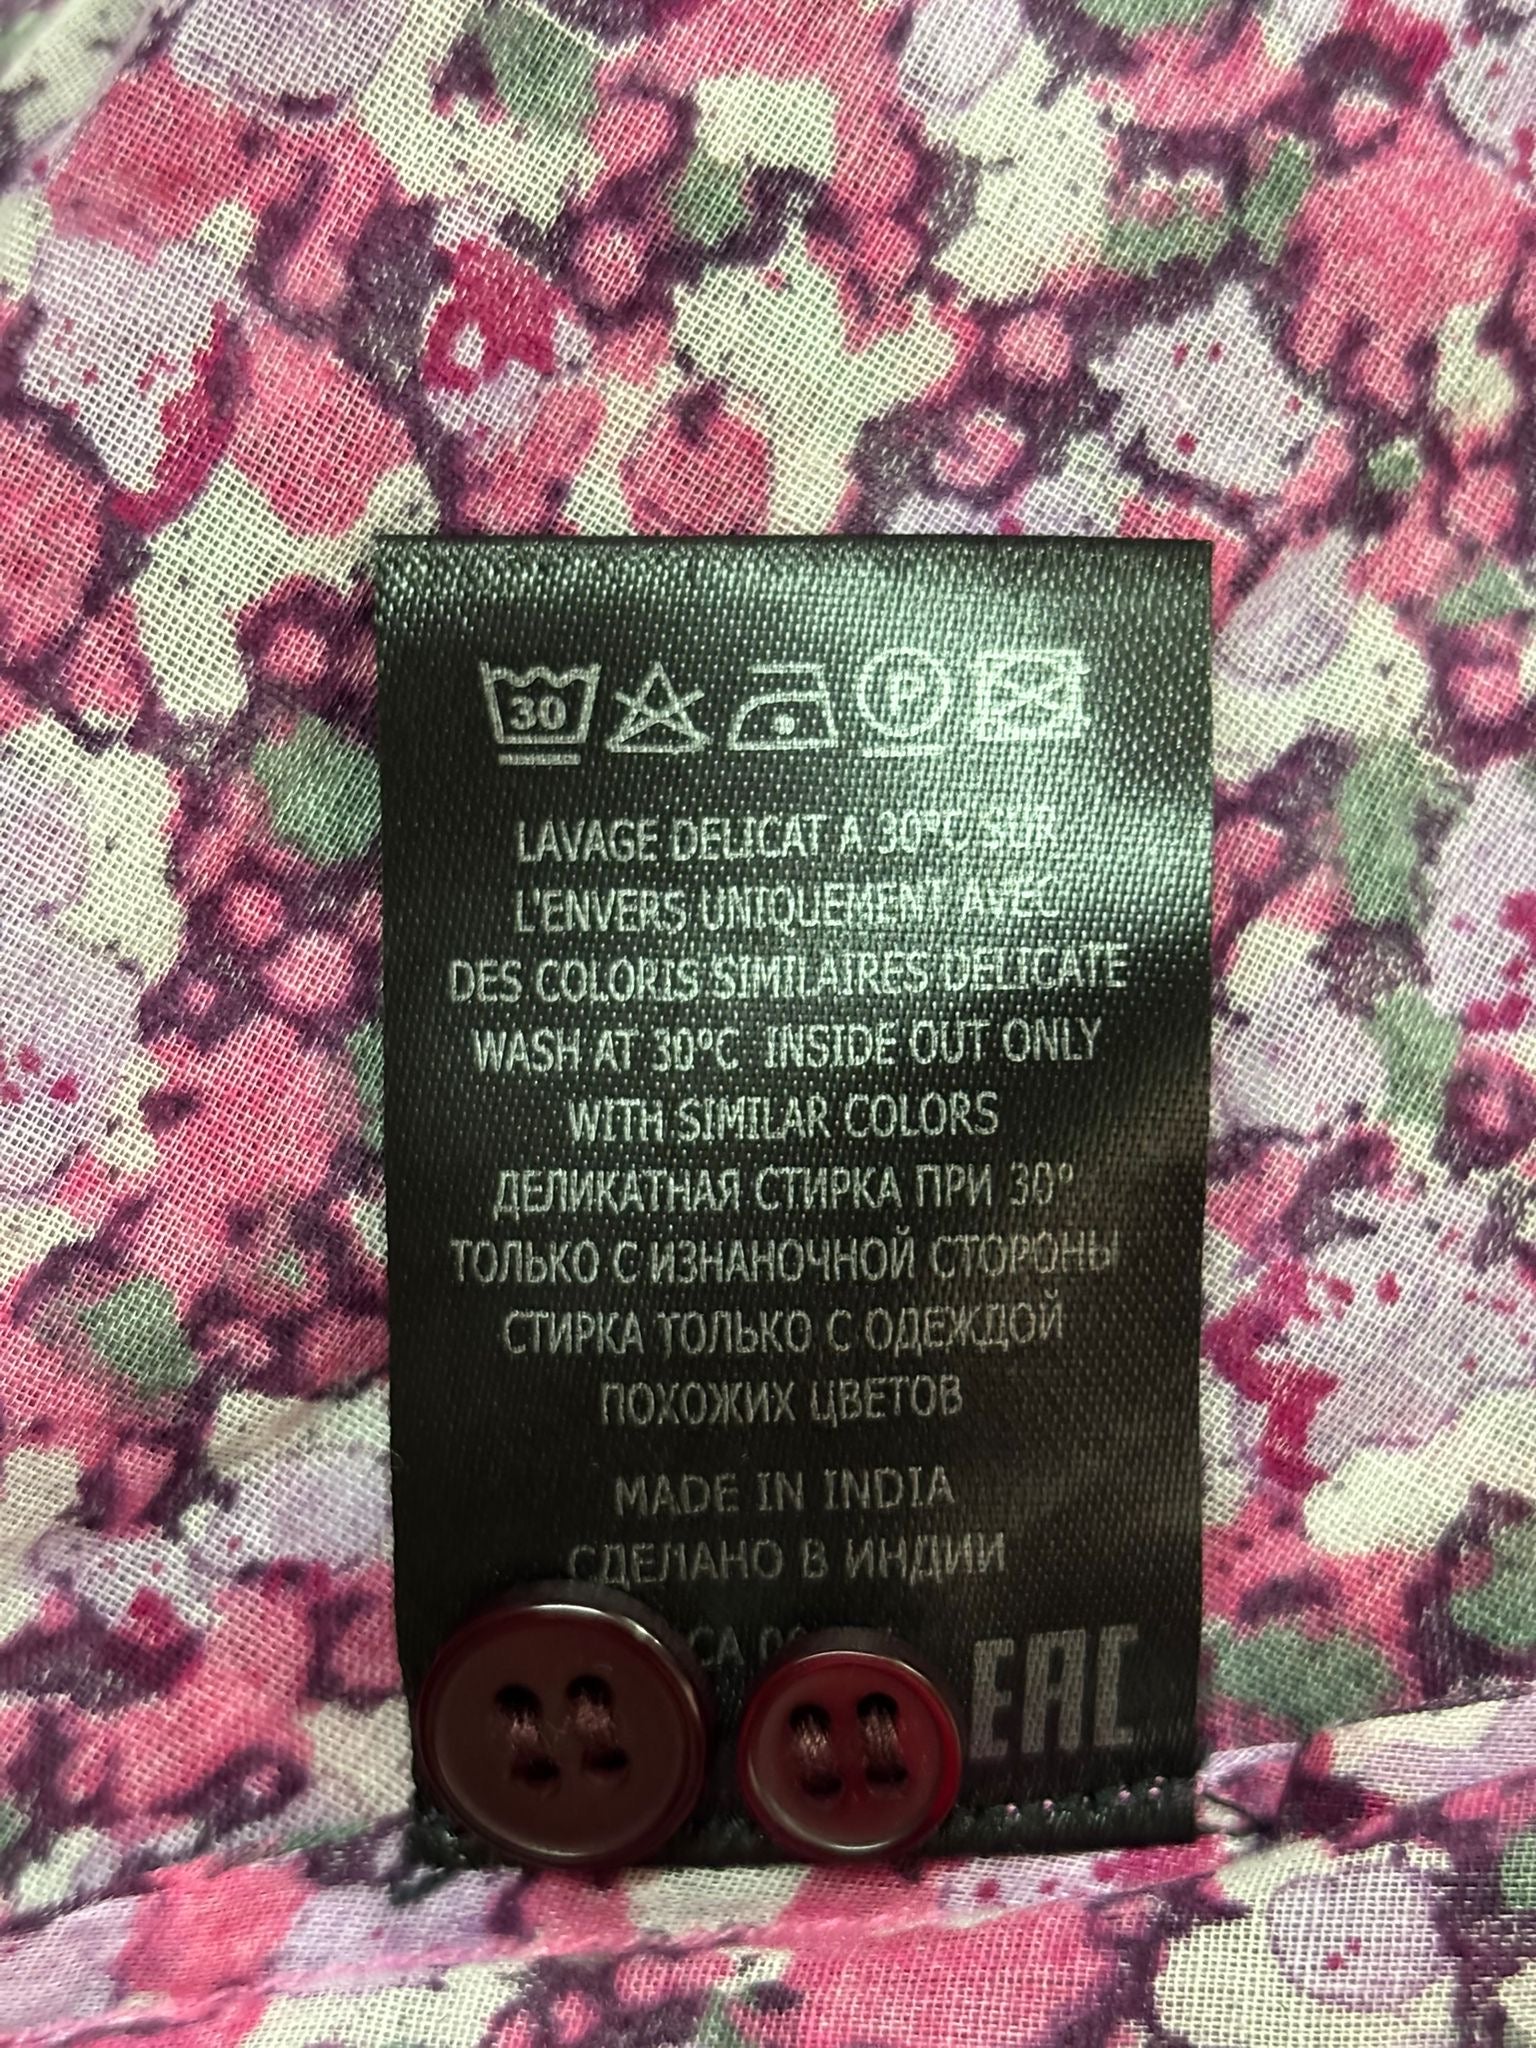 30
P
LAVAGE DELICAT A 30°C SUR
L'ENVERS UNIQUEMENT AVEC
DES COLORIS SIMILAIRES DELICATE
WASH AT 30°C INSIDE OUT ONLY
WITH SIMILAR COLORS
ДЕЛИКАТНАЯ СТИРКА ПРИ 30°
ТОЛЬКО С ИЗНАНОЧНОЙ СТОРОНЫ
СТИРКА ТОЛЬКО С ОДЕЖДОЙ
ПОХОЖИХ ЦВЕТОВ
MADE IN INDIA
СДЕЛАНО В ИНДИИ
EAC